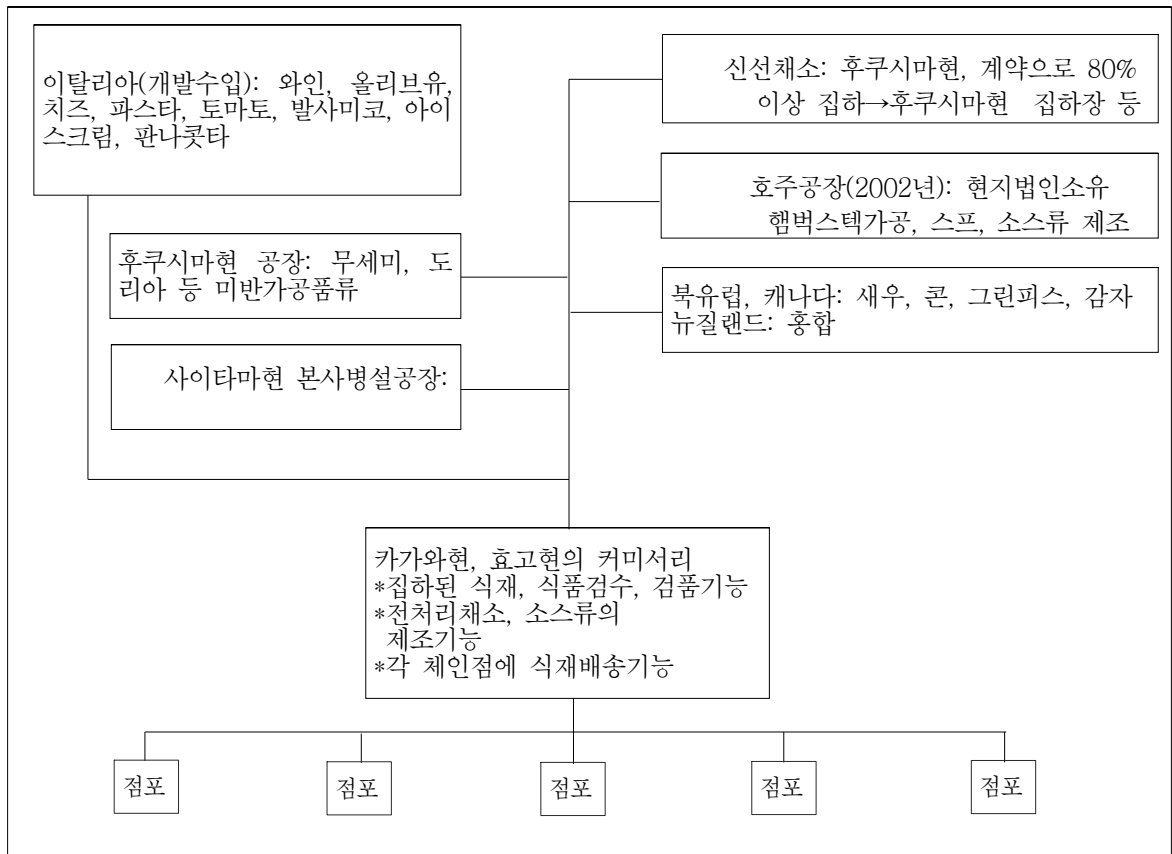 이탈리아(개발수입): 와인, 올리브유,
치즈, 파스타, 토마토, 발사미코, 아이
스크림, 판나콧타
신선채소: 후쿠시마현, 계약으로 80%
이상 집하→후쿠시마현 집하장 등
호주공장(2002년): 현지법인소유
햄벅스텍가공, 스프, 소스류 제조
후쿠시마현 공장: 무세미, 도
리아 등 미반가공품류
북유럽, 캐나다: 새우, 콘, 그린피스, 감자
뉴질랜드: 홍합
사이타마현 본사병설공장:
카가와현, 효고현의 커미서리
*집하된 식재, 식품검수, 검품기능
*전처리채소, 소스류의
제조기능
*각 체인점에 식재배송기능
점포
점포
점포
점포
점포